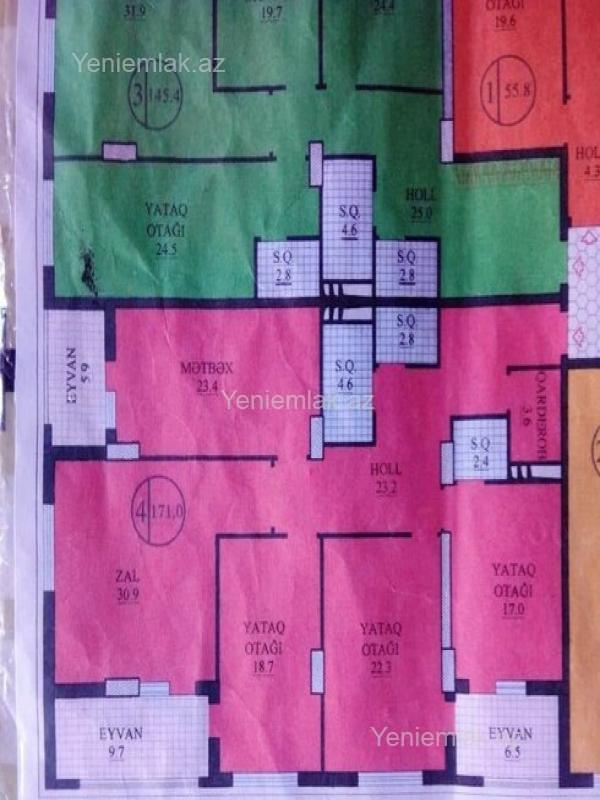 31.9
19.7
24.4
OTAĞI
19.6
Yeniemlak.az
3 145.4
1 55.8
HOLL
4.3
YATAQ
OTAĞI
24.5
S.Q.
4.6
HOLL
25.0
S.Q
2.8
S.Q
2.8
S.Q
2.8
EYVAN
5.9
MƏTBƏX
23.4
S.Q.
4.6
Yeniemlak.az
QARDEROB
3.6
S.Q
2.4
HOLL
23.2
4 171,0
ZAL
30.9
YATAQ
OTAĞI
17.0
YATAQ
OTAĞI
18.7
YATAQ
OTAĞI
22.3
EYVAN
9.7
EYVAN
6.5
Yeniemlak